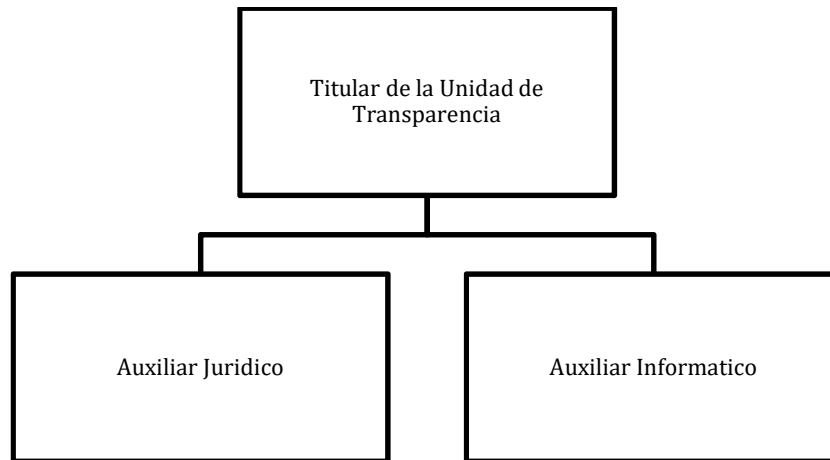 Titular de la Unidad de
Transparencia
Auxiliar Juridico
Auxiliar Informatico